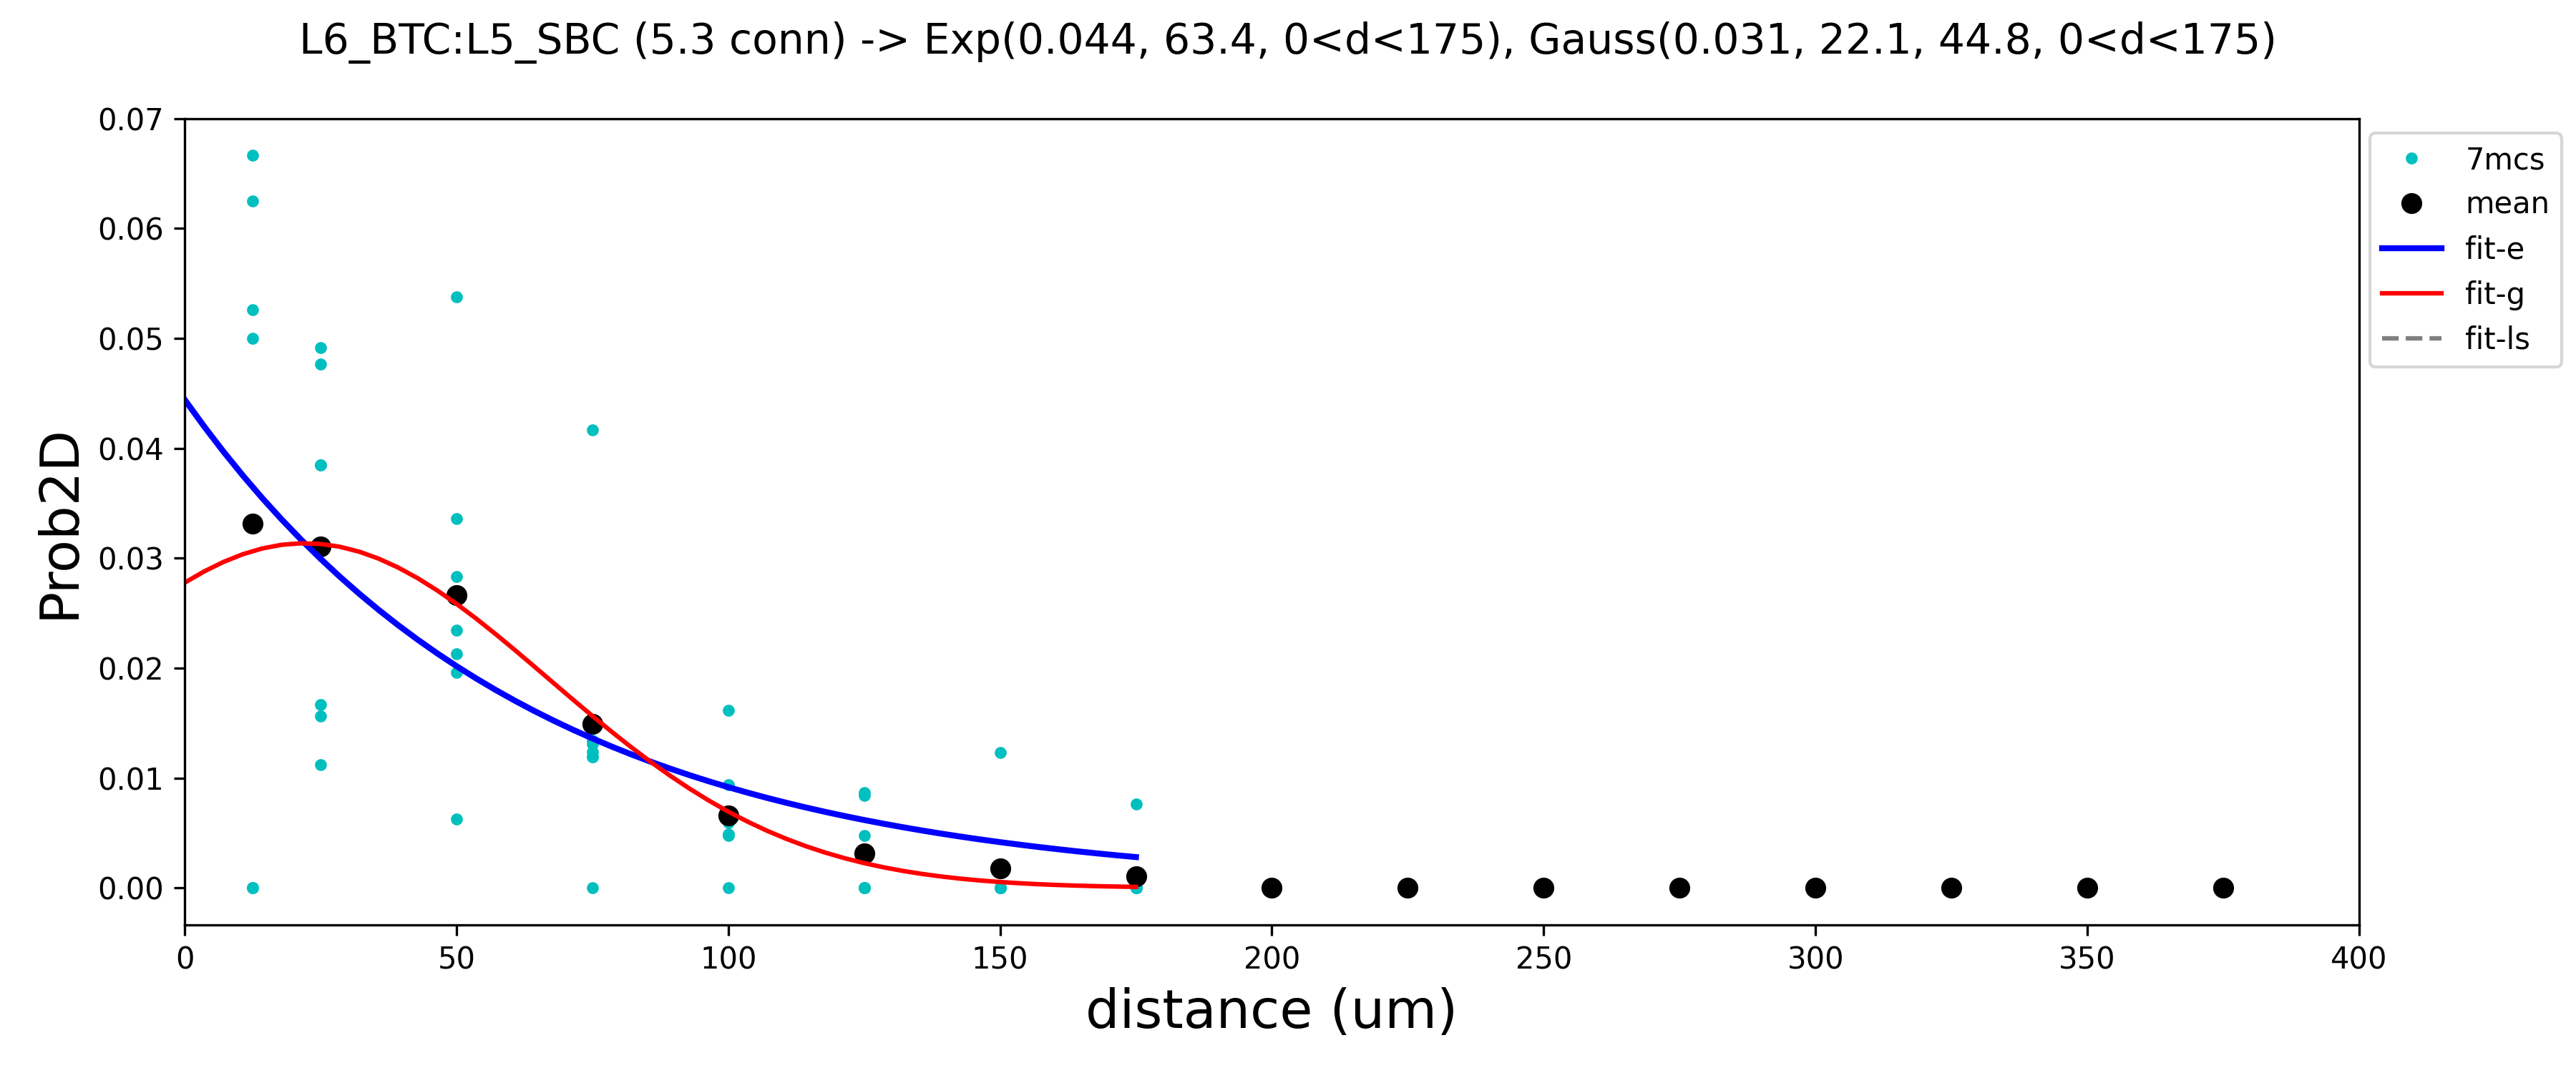 L6_BTC:L5_SBC (5.3 conn) -> Exp(0.044, 63.4, 0<d<175), Gauss(0.031, 22.1, 44.8, 0<d<175)
0.07
0.06
0.05
0.04
0.03
0.02
0.01
0.00
Prob2D
0 50 100 150 200 250 300 350 400
distance (um)
7mcs
mean
fit-e
fit-g
fit-ls